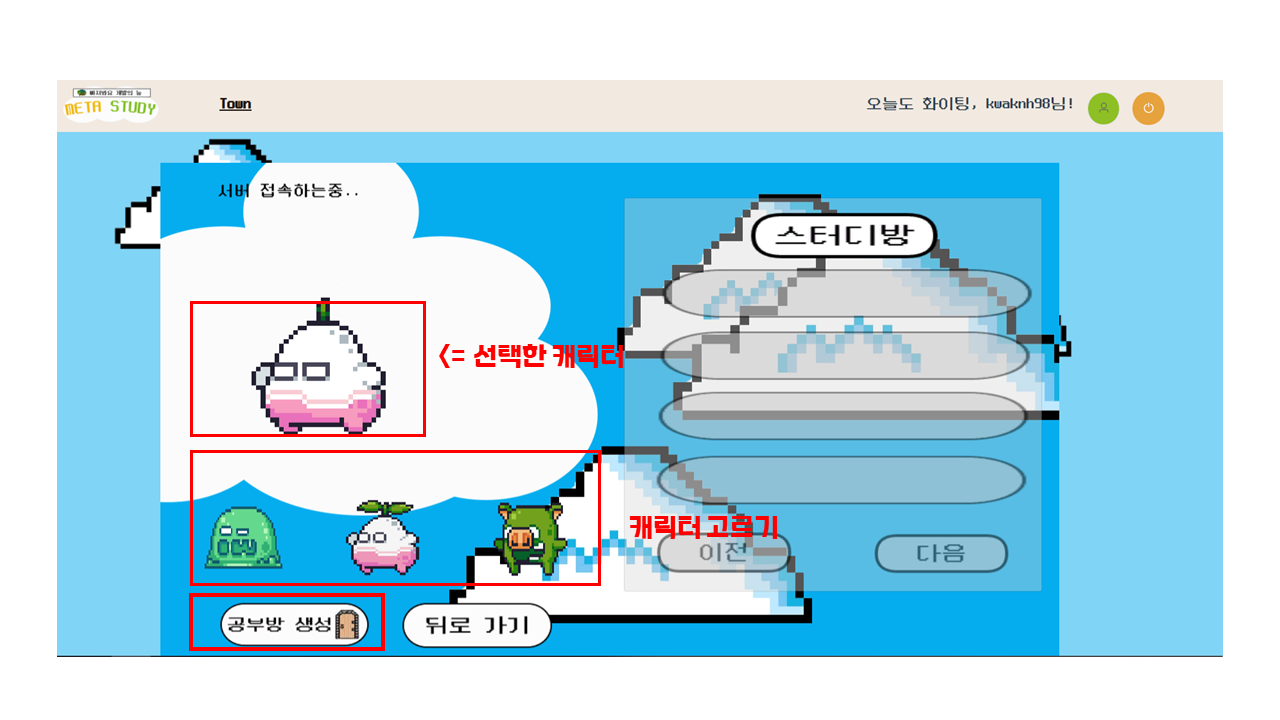 META STUDY
Town
오늘도 화이팅, kwaknh98님!
서버 접속하는중..
스터디방
<= 선택한 캐릭터
캐릭터 고르기
이전
다음
공부방 생성
뒤로 가기